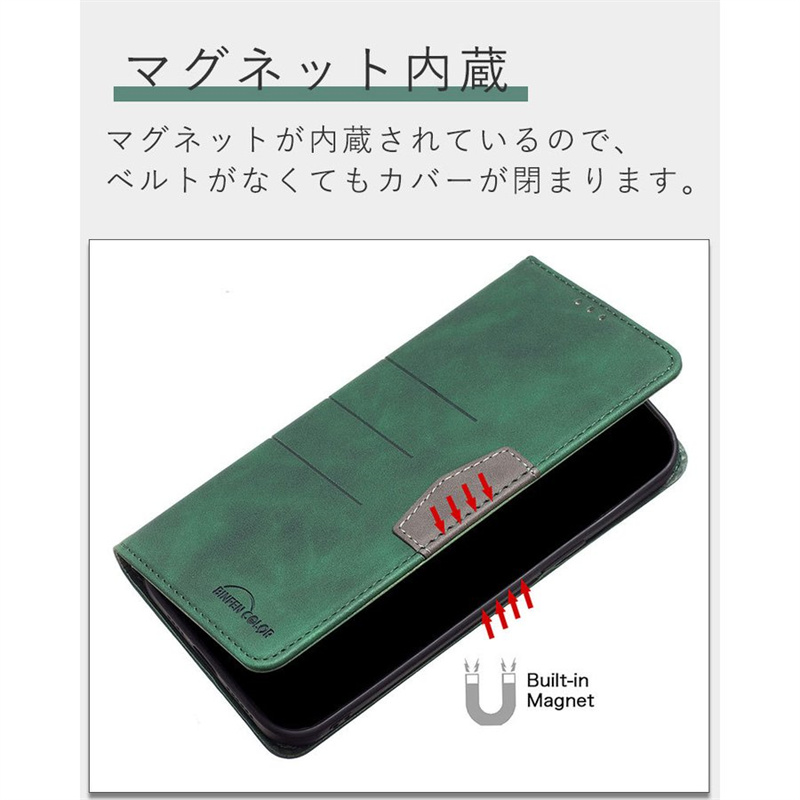 マグネット内蔵
マグネットが内蔵されているので、
ベルトがなくてもカバーが閉まります。
BINFEN COLOR
Built-in
Magnet